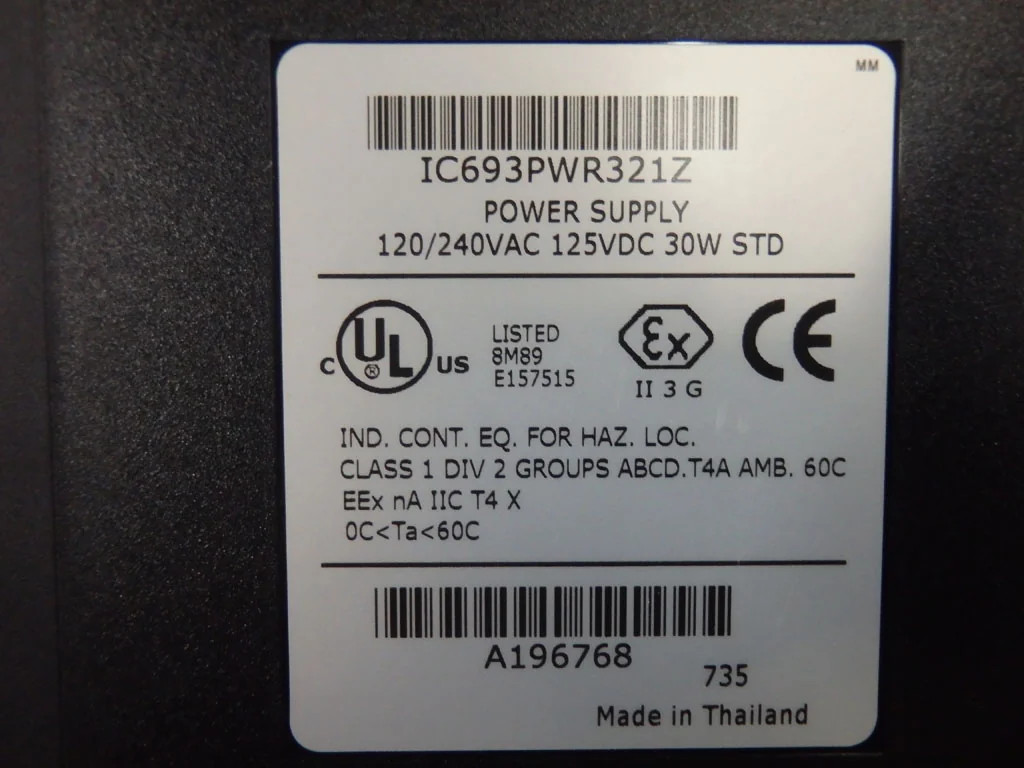 MM
IC693PWR321Z
POWER SUPPLY
120/240VAC 125VDC 30W STD
C UL ® US
LISTED
8M89
E157515
Ex
II 3 G
CE
IND. CONT. EQ. FOR HAZ. LOC.
CLASS 1 DIV 2 GROUPS ABCD.T4A AMB. 60C
EEx nA IIC T4 X
0C<Ta<60C
A196768
735
Made in Thailand